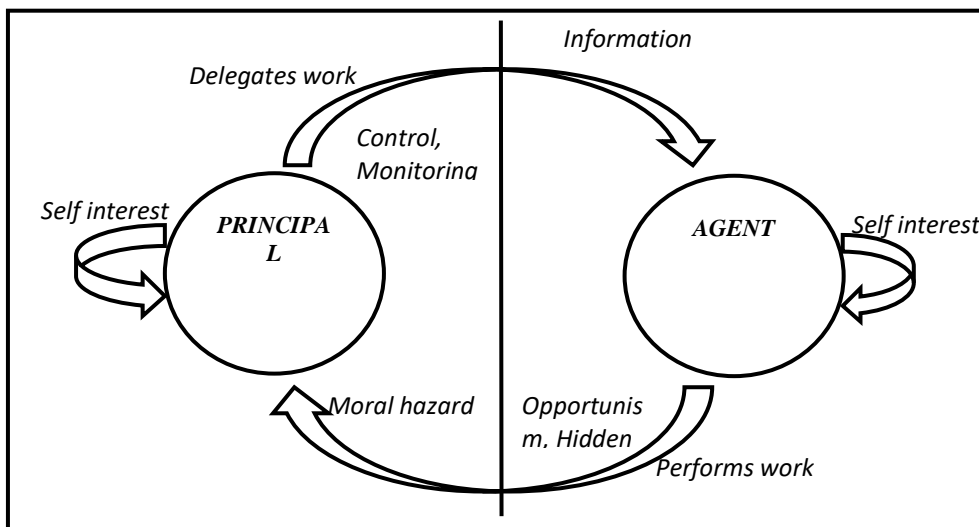 Information
Delegates work
Control,
Monitoring
Self interest
PRINCIPA
L
AGENT
Self interest
Moral hazard
Opportunis
m. Hidden
Performs work